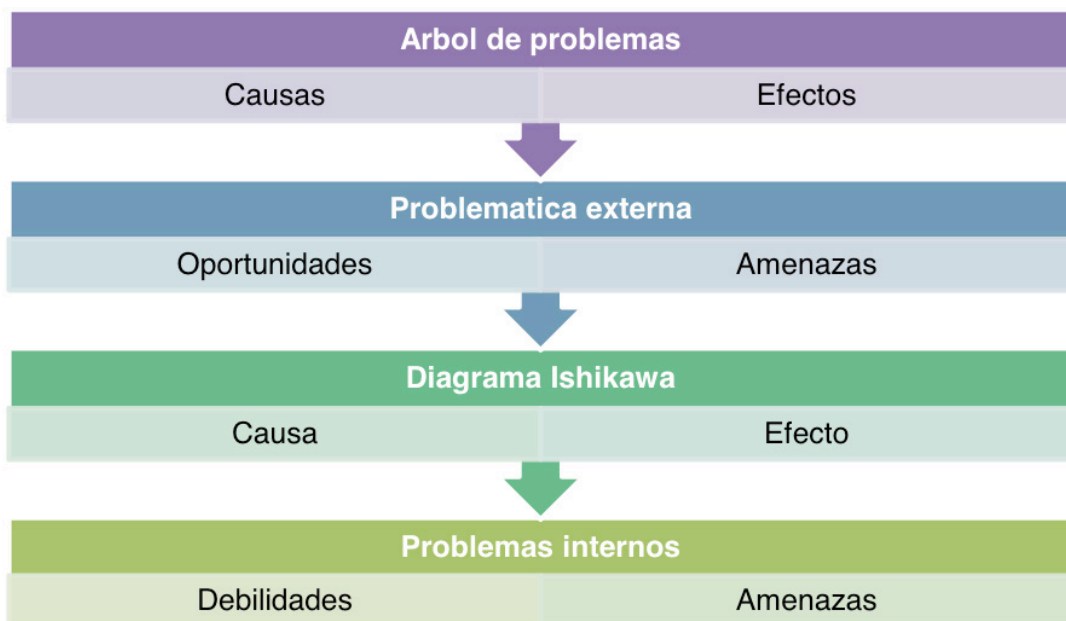 Arbol de problemas
Causas Efectos
Problematica externa
Oportunidades Amenazas
Diagrama Ishikawa
Causa Efecto
Problemas internos
Debilidades Amenazas